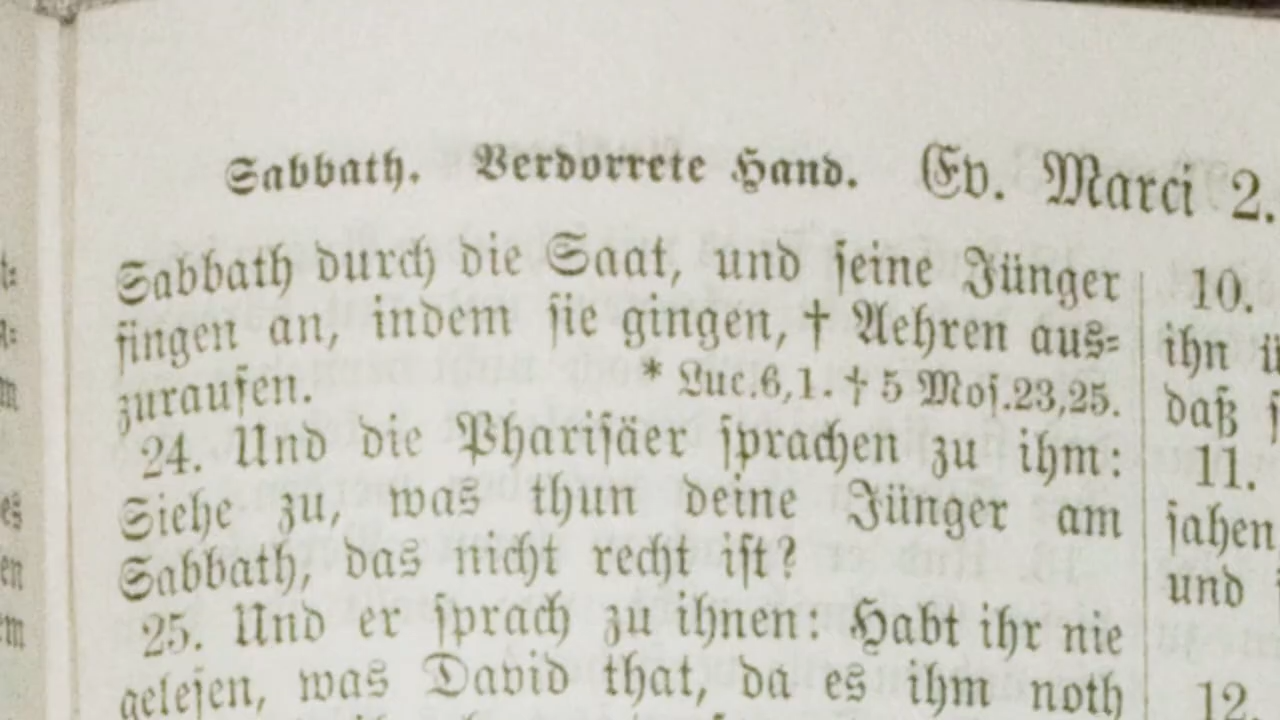 Sabbath. Verdorrete Hand. Ev. Marci 2.
Sabbath durch die Saat, und seine Jünger
fingen an, indem sie gingen, † Aehren aus=
zuraufen. * Luc.6,1. † 5 Mos.23,25.
24. Und die Pharisäer sprachen zu ihm:
Siehe zu, was thun deine Jünger am
Sabbath, das nicht recht ist?
25. Und er sprach zu ihnen: Habt ihr nie
gelesen, was David that, da es ihm noth
10.
ihn
daß
11.
sahen
und
12.